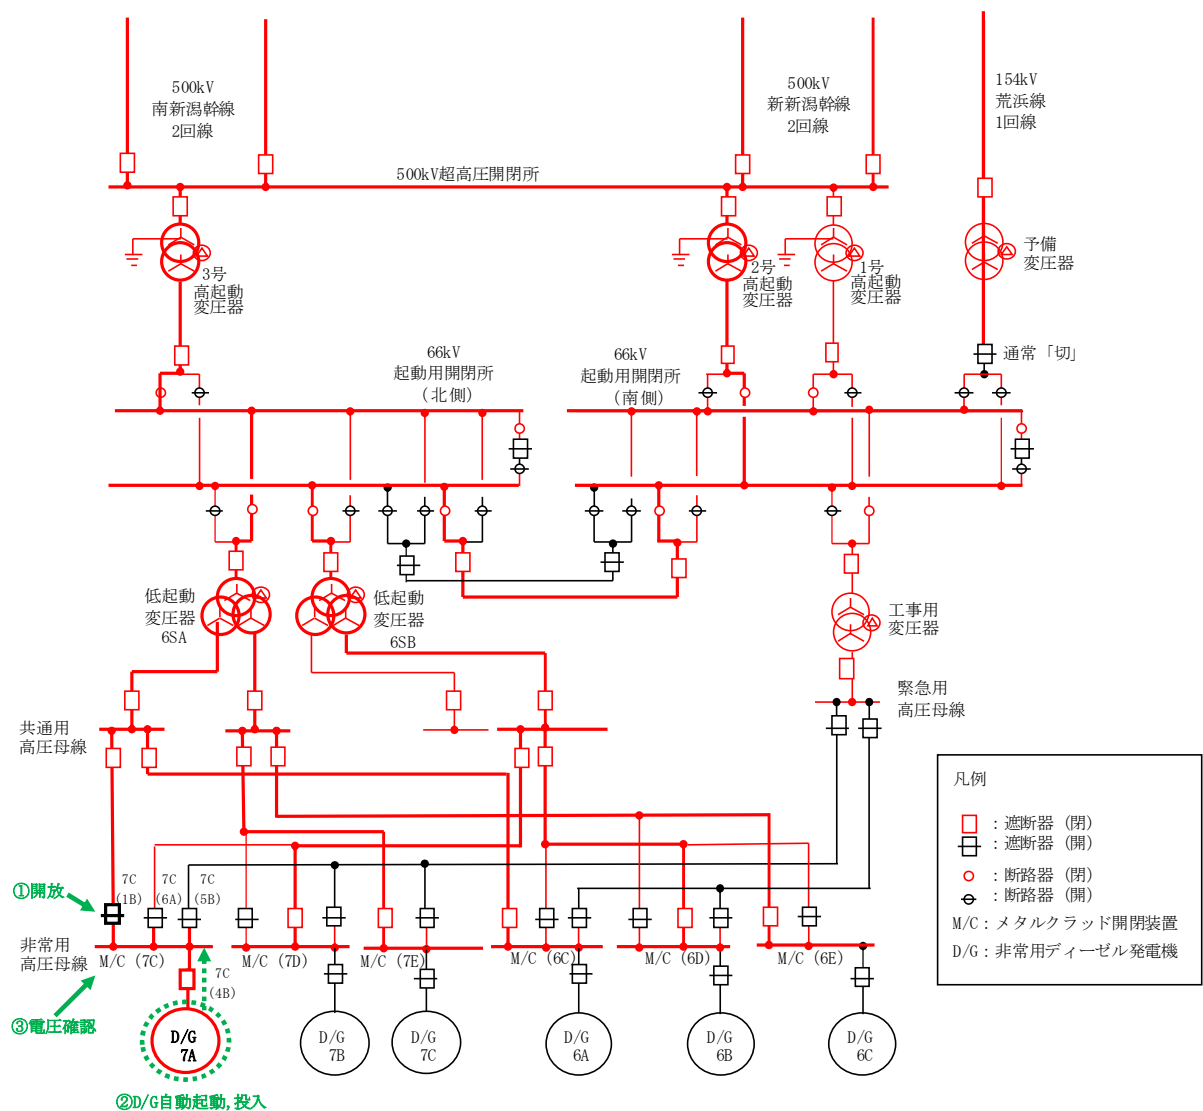 500kV
南新潟幹線
2回線
500kV
新新潟幹線
2回線
154kV
荒浜線
1回線
500kV超高圧開閉所
3号
高起動
変圧器
2号
高起動
変圧器
1号
高起動
変圧器
予備
変圧器
通常「切」
66kV
起動用開閉所
(北側)
66kV
起動用開閉所
(南側)
低起動
変圧器
6SA
低起動
変圧器
6SB
工事用
変圧器
緊急用
高圧母線
共通用
高圧母線
凡例
：遮断器（閉）
：遮断器（開）
：断路器（閉）
：断路器（開）
M/C：メタルクラッド開閉装置
D/G：非常用ディーゼル発電機
①開放
7C
(1B)
7C
(6A)
7C
(5B)
非常用
高圧母線
M/C (7C)
M/C (7D)
M/C (7E)
M/C (6C)
M/C (6D)
M/C (6E)
7C
(4B)
③電圧確認
D/G
7A
D/G
7B
D/G
7C
D/G
6A
D/G
6B
D/G
6C
②D/G自動起動,投入